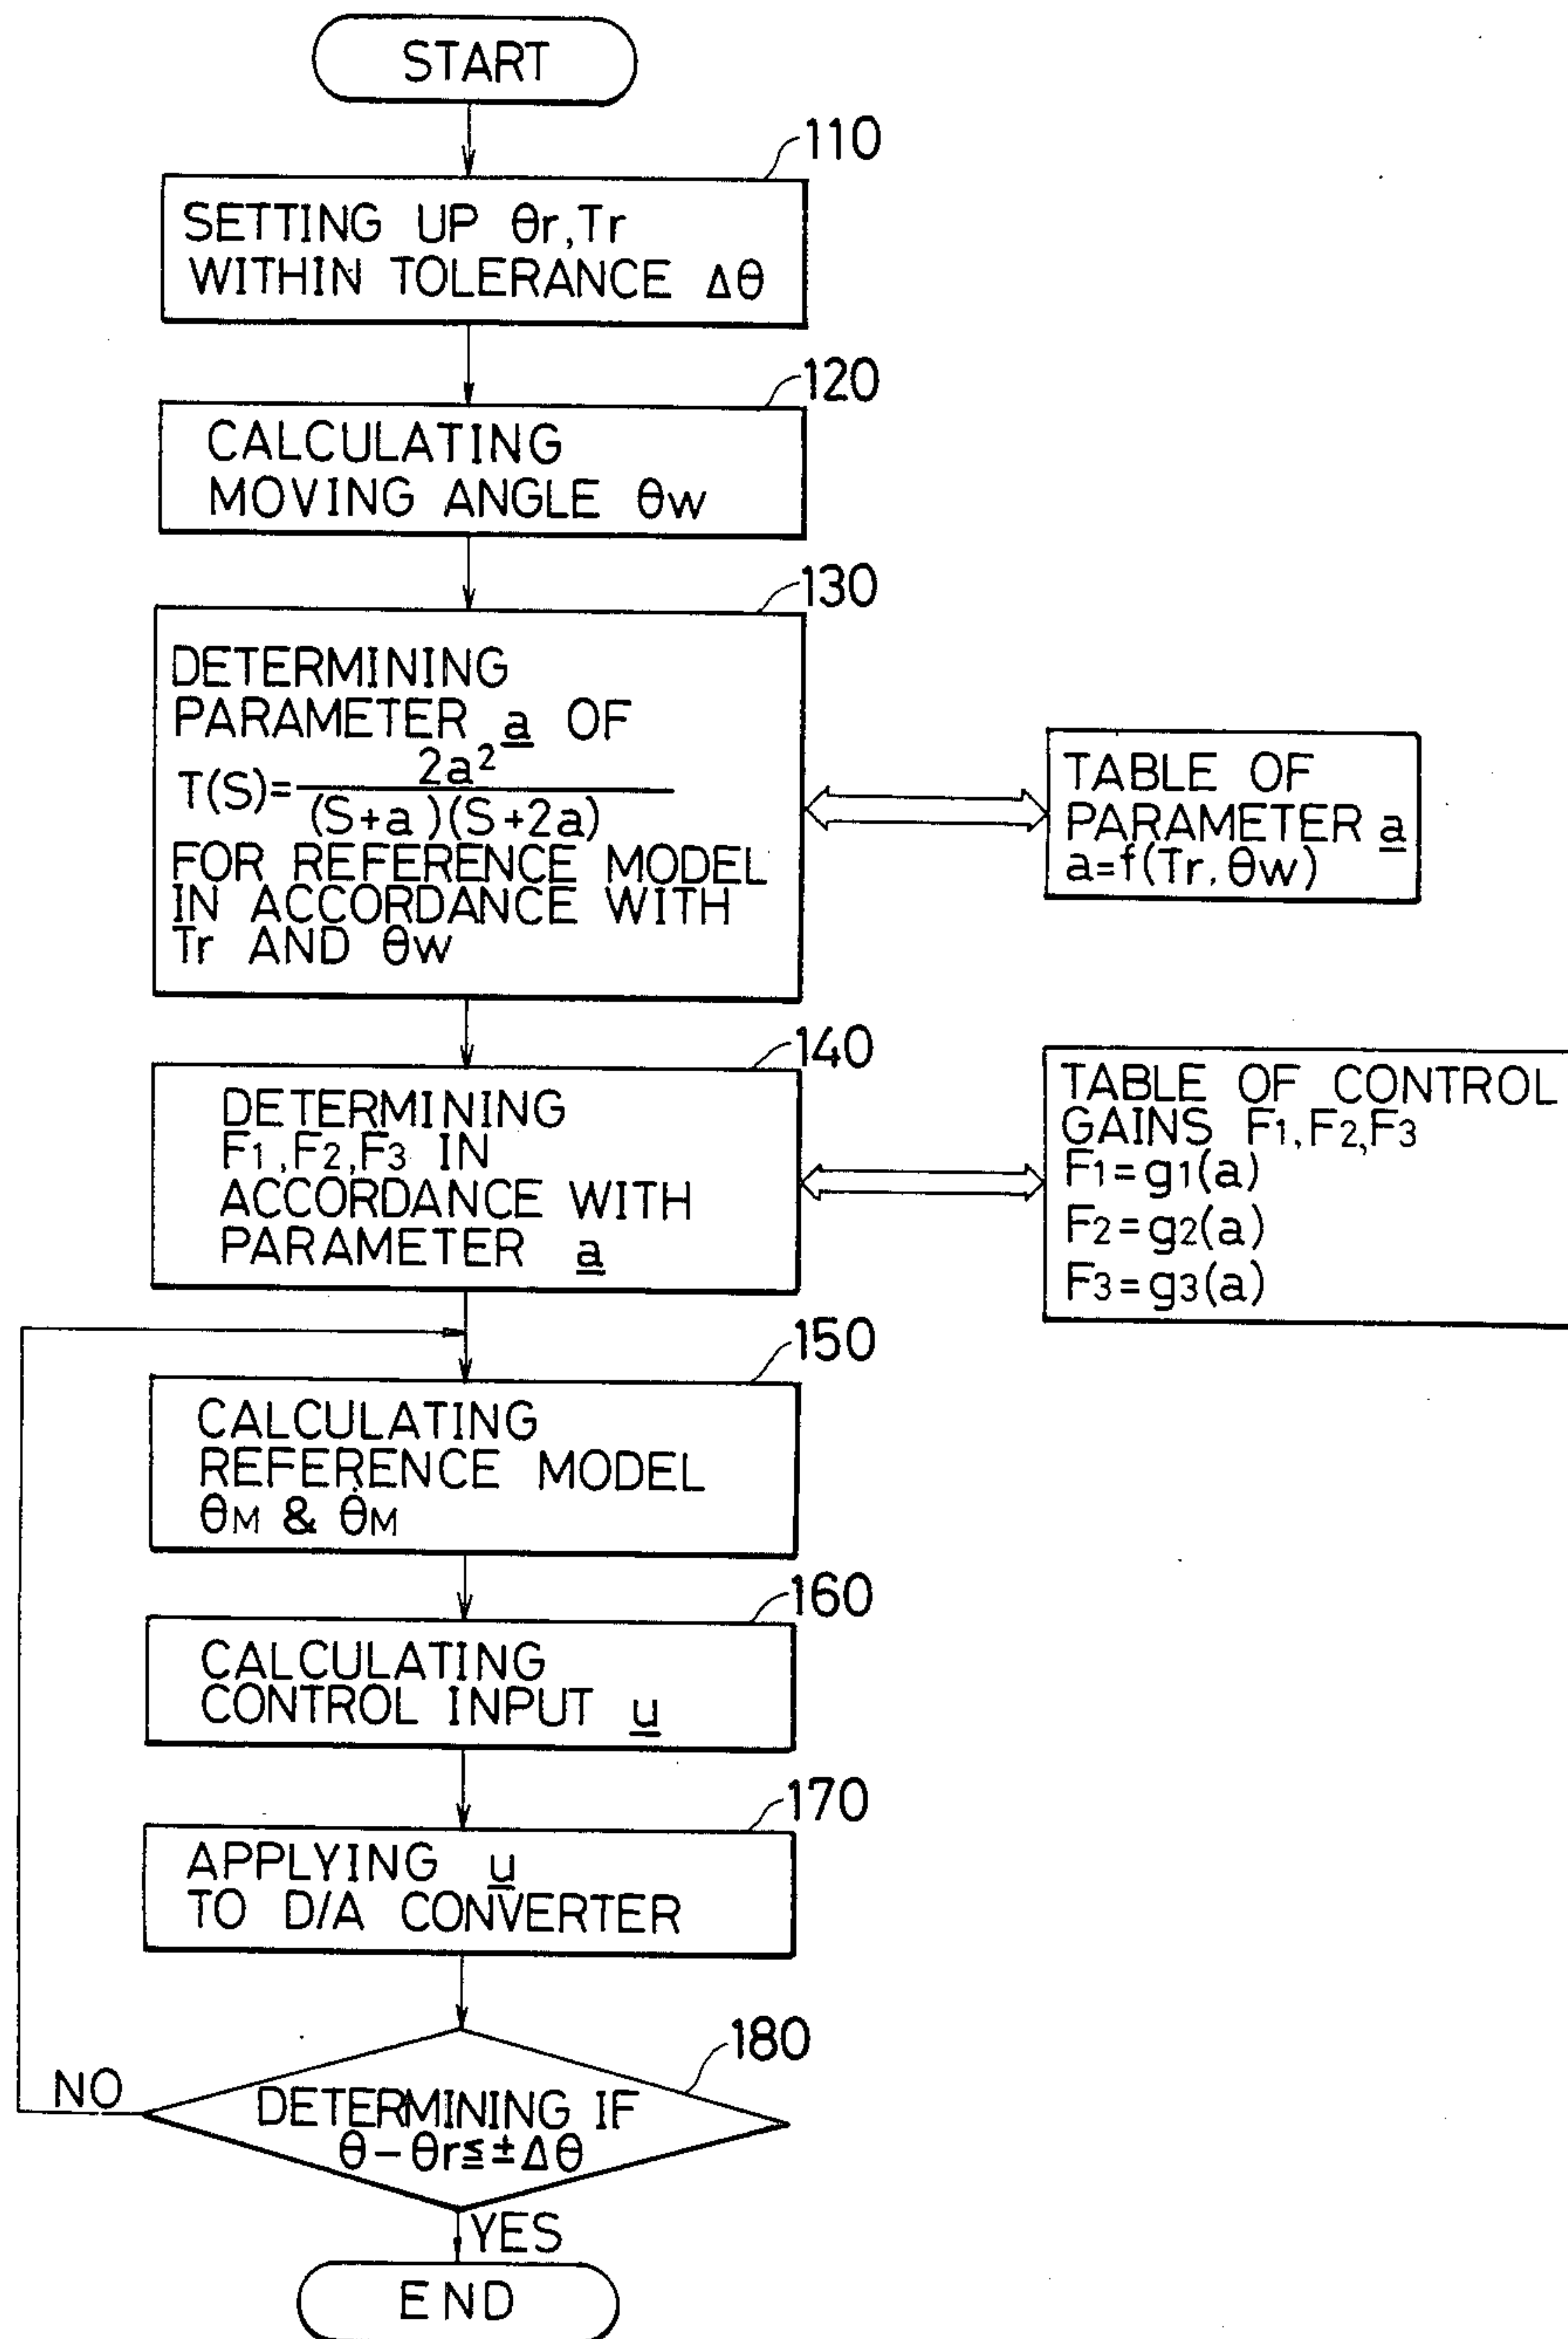 START
110
SETTING UP θr,Tr
WITHIN TOLERANCE Δθ
120
CALCULATING
MOVING ANGLE θw
130
DETERMINING
PARAMETER a OF
T(S)=2a²/(S+a)(S+2a)
FOR REFERENCE MODEL
IN ACCORDANCE WITH
Tr AND θw
TABLE OF
PARAMETER a
a=f(Tr,θw)
140
DETERMINING
F1,F2,F3 IN
ACCORDANCE WITH
PARAMETER a
TABLE OF CONTROL
GAINS F1,F2,F3
F1=g1(a)
F2=g2(a)
F3=g3(a)
150
CALCULATING
REFERENCE MODEL
θM & θ̇M
160
CALCULATING
CONTROL INPUT u
170
APPLYING u
TO D/A CONVERTER
180
NO
DETERMINING IF
θ-θr≦±Δθ
YES
END